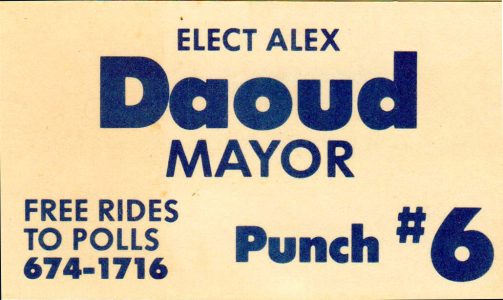 ELECT ALEX
Daoud
MAYOR
FREE RIDES
TO POLLS
674-1716
Punch #6